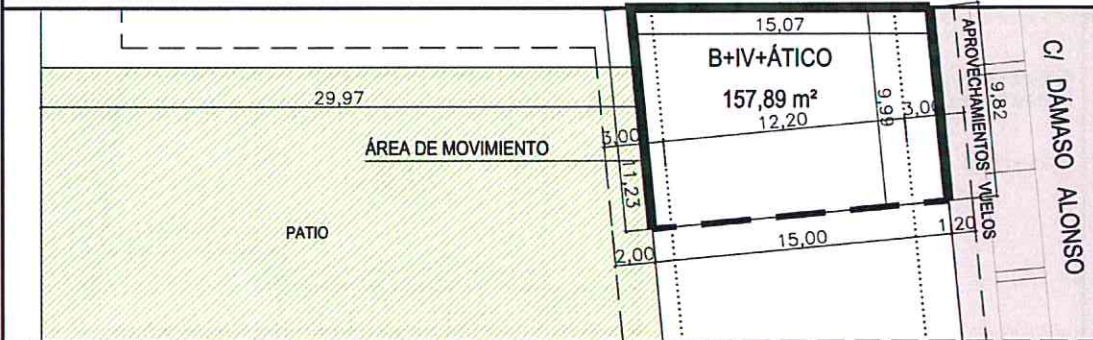 15,07
B+IV+ÁTICO
157,89 m²
29,97
9,99
3,00
9,82
12,20
3,00
ÁREA DE MOVIMIENTO
11,23
PATIO
15,00
1,20
2,00
APROVECHAMIENTOS VUELOS
C/ DÁMASO ALONSO